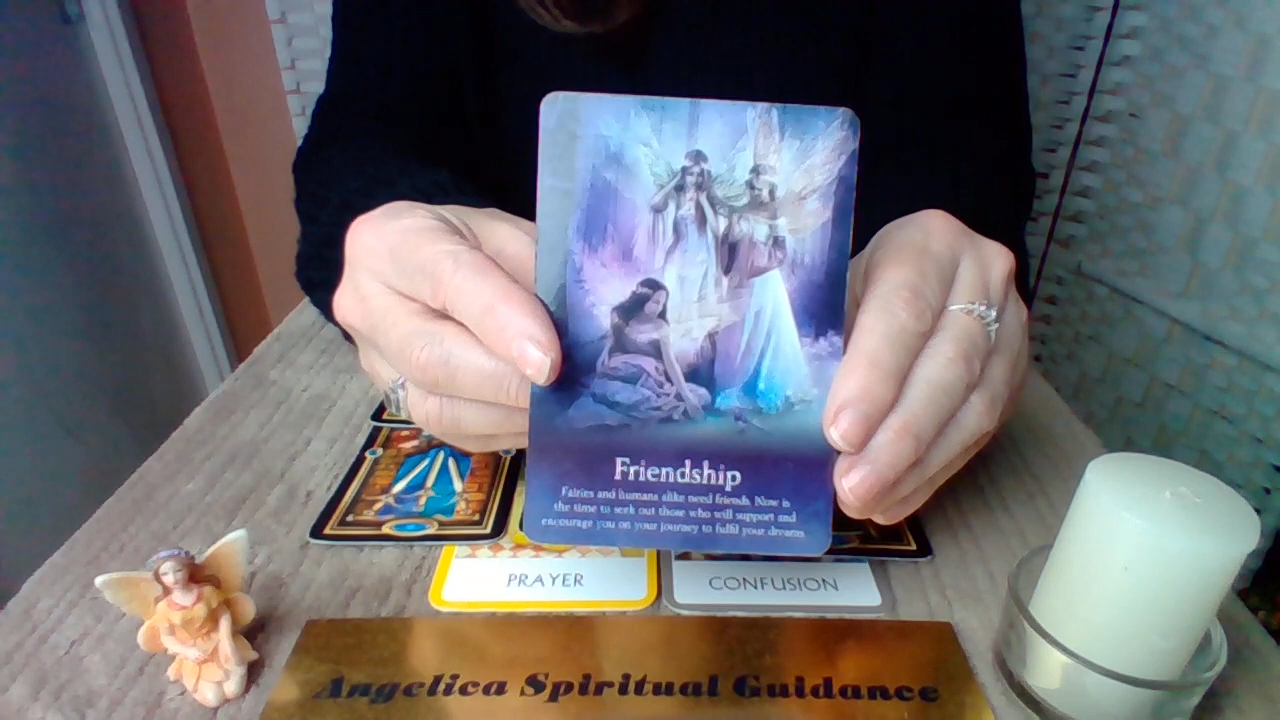 Friendship
Fairies and humans alike need friends. Now is
the time to seek out those who will support and
encourage you on your journey to fulfil your dreams
PRAYER
CONFUSION
Angelica Spiritual Guidance